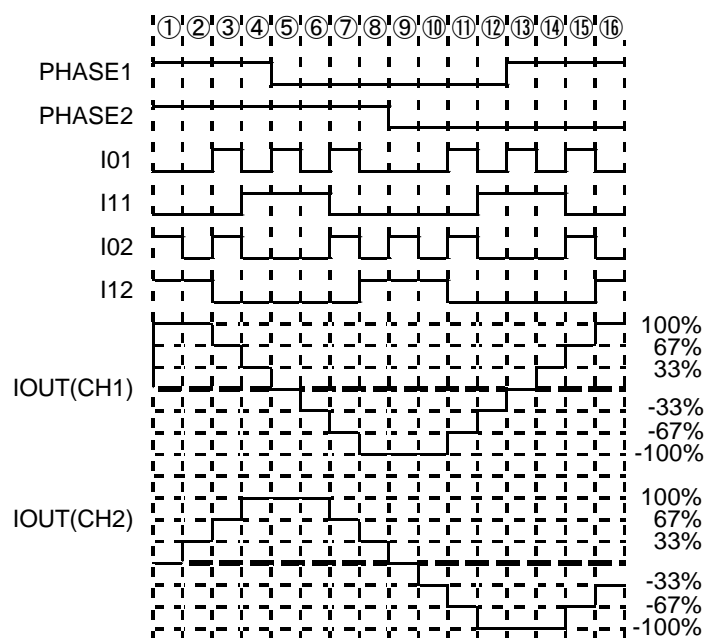 ①②③④⑤⑥⑦⑧⑨⑩⑪⑫⑬⑭⑮⑯
PHASE1
PHASE2
I01
I11
I02
I12
IOUT(CH1)
100%
67%
33%
-33%
-67%
-100%
IOUT(CH2)
100%
67%
33%
-33%
-67%
-100%